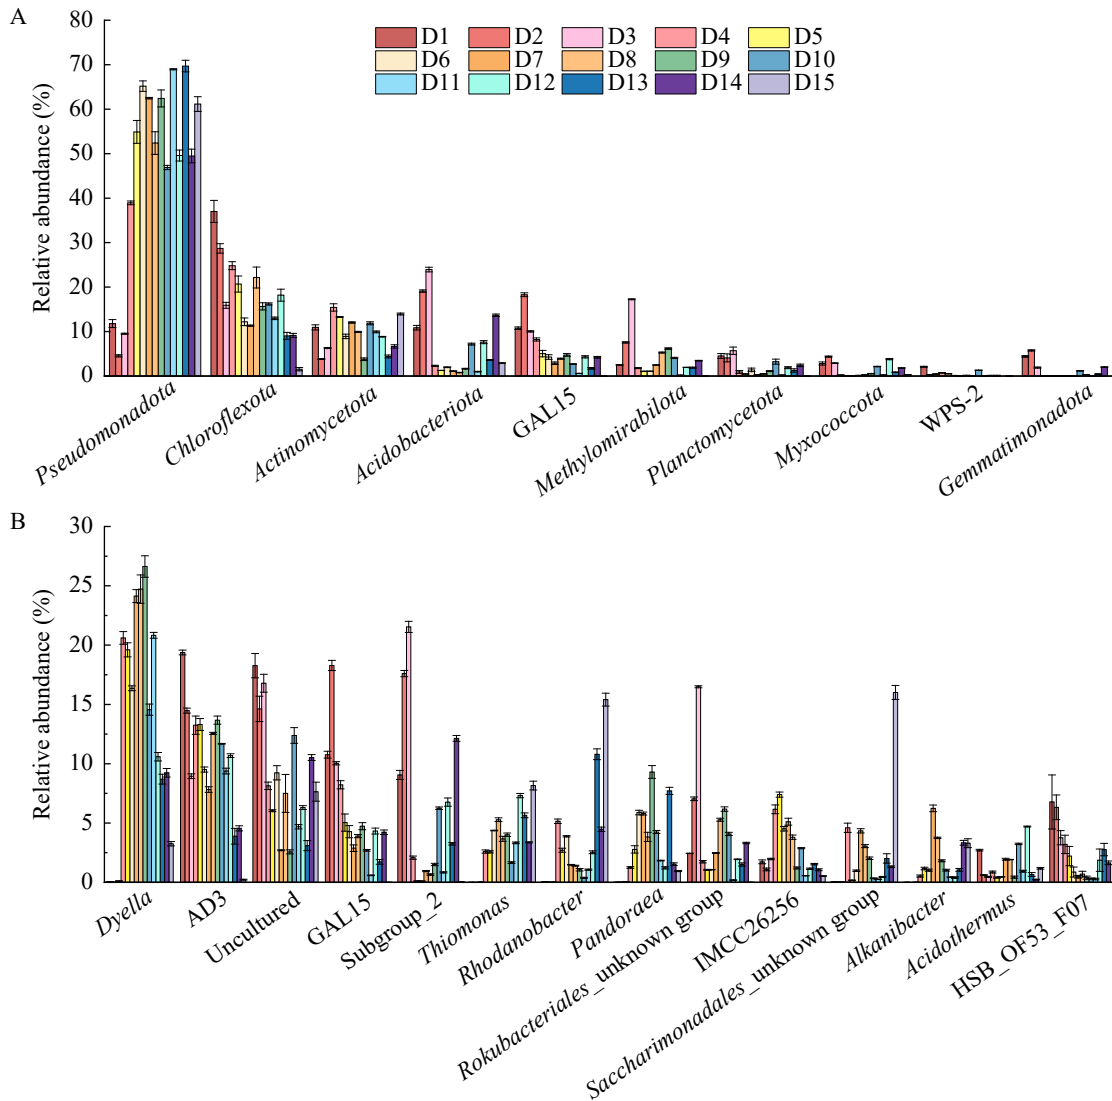 A
80
70
60
50
40
30
20
10
0
Relative abundance (%)
D1 D2 D3 D4 D5
D6 D7 D8 D9 D10
D11 D12 D13 D14 D15
Pseudomonadota
Chloroflexota
Actinomycetota
Acidobacteriota
GAL15
Methylomirabilota
Planctomycetota
Myxococcota
WPS-2
Gemmatimonadota
B
30
25
20
15
10
5
0
Relative abundance (%)
Dyella
AD3
Uncultured
GAL15
Subgroup_2
Thiomonas
Rhodanobacter
Pandoraea
Rokubacteriales_unknown group
IMCC26256
Saccharimonadales_unknown group
Alkanibacter
Acidothermus
HSB_OF53_F07